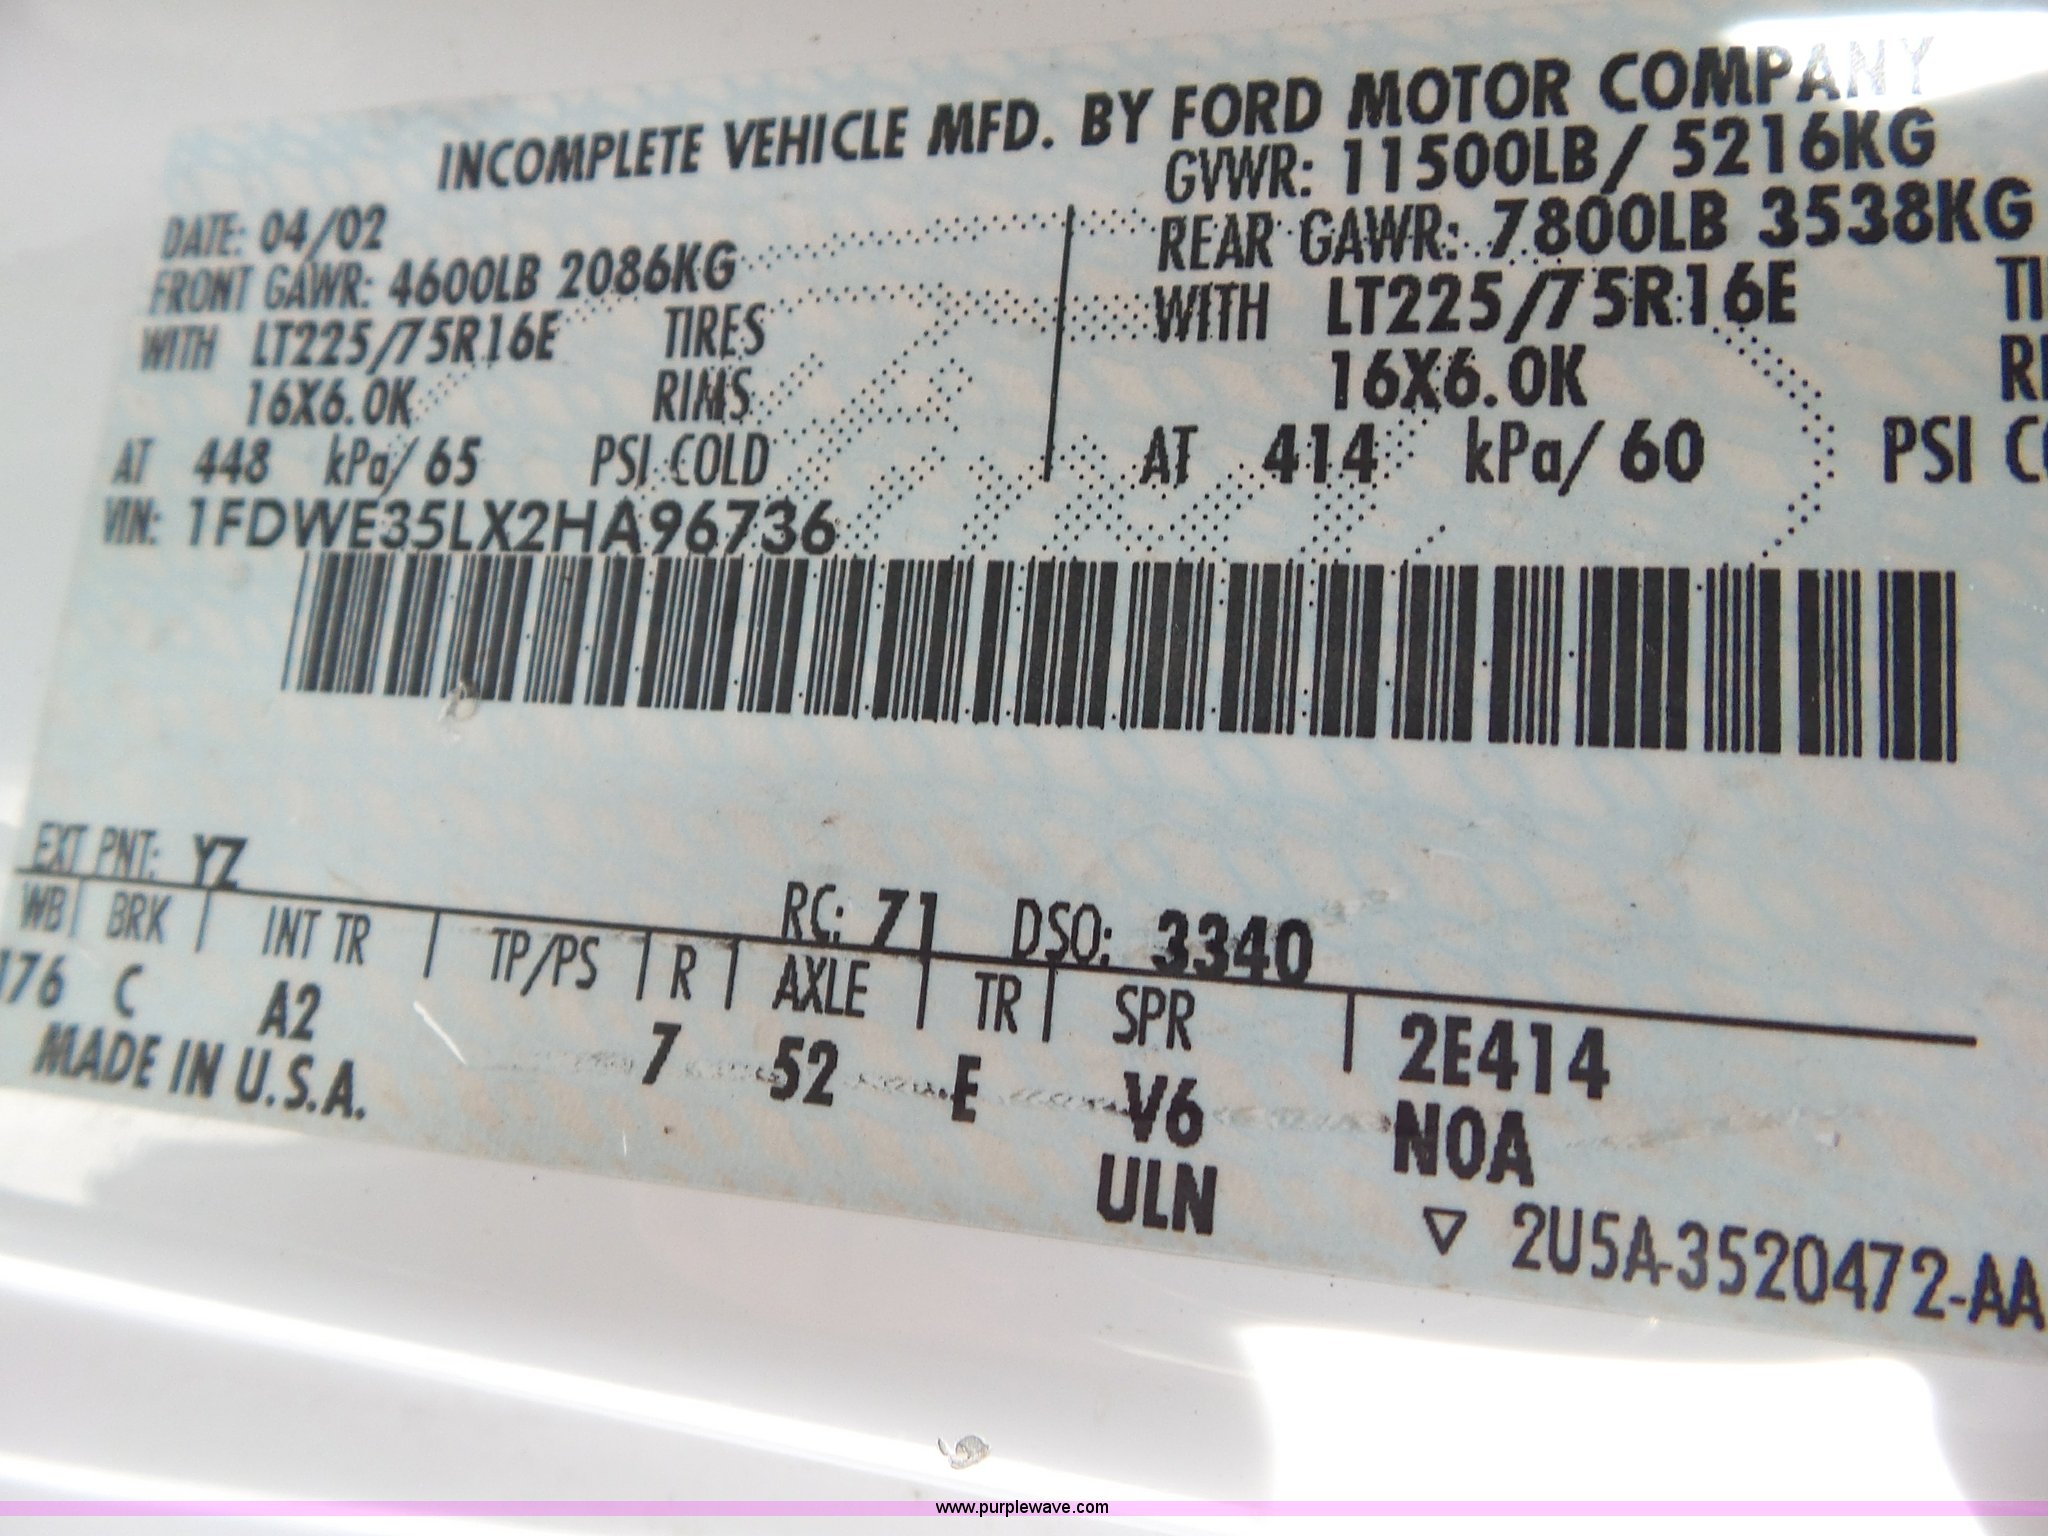 INCOMPLETE VEHICLE MFD. BY FORD MOTOR COMPANY
DATE: 04/02
GVWR: 11500LB/ 5216KG
FRONT GAWR: 4600LB 2086KG
REAR GAWR: 7800LB 3538KG
WITH LT225/75R16E TIRES
WITH LT225/75R16E TI
16X6.0K RIMS
16X6.0K RI
AT 448 kPa/ 65 PSI COLD
AT 414 kPa/ 60 PSI CO
VIN: 1FDWE35LX2HA96736
EXT PNT: YZ
RC: 71 DSO: 3340
WB BRK INT TR TP/PS R AXLE TR SPR
176 C A2 7 52 E V6 2E414
ULN NOA
MADE IN U.S.A.
▽ 2U5A-3520472-AA
www.purplewave.com